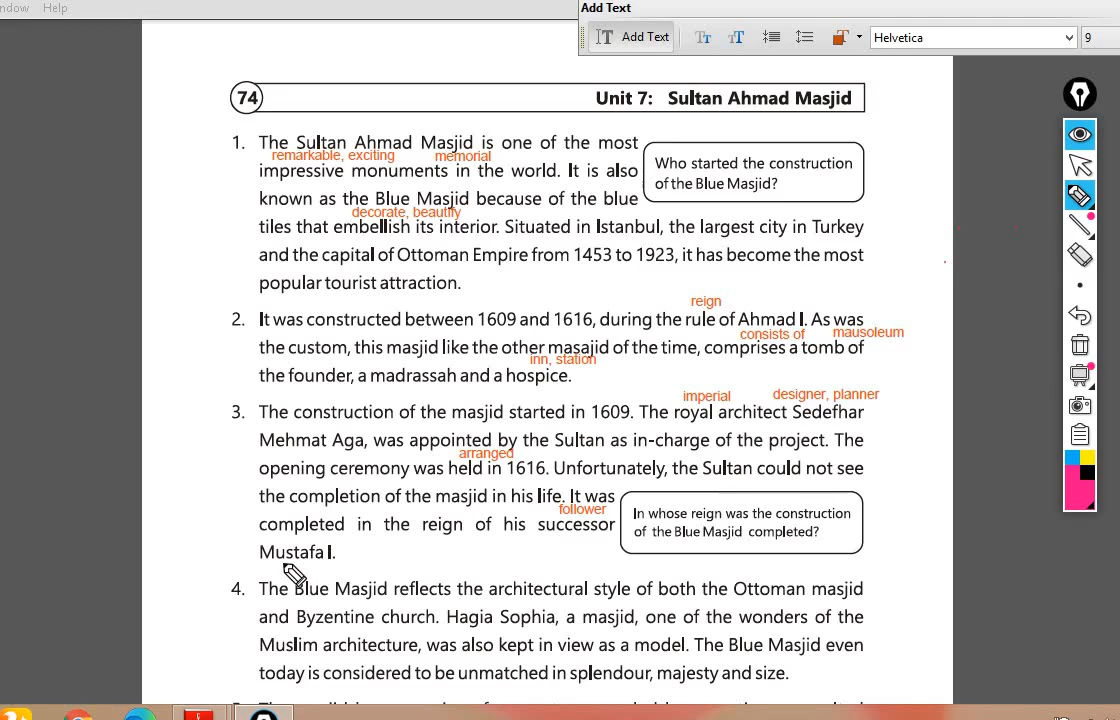 ndow Help
Add Text
Add Text
Helvetica
9
74
Unit 7: Sultan Ahmad Masjid
1. The Sultan Ahmad Masjid is one of the most
remarkable, exciting memorial
impressive monuments in the world. It is also
known as the Blue Masjid because of the blue
decorate, beautify
tiles that embellish its interior. Situated in Istanbul, the largest city in Turkey
and the capital of Ottoman Empire from 1453 to 1923, it has become the most
popular tourist attraction.
Who started the construction
of the Blue Masjid?
reign
2. It was constructed between 1609 and 1616, during the rule of Ahmad I. As was
consists of mausoleum
the custom, this masjid like the other masajid of the time, comprises a tomb of
inn, station
the founder, a madrassah and a hospice.
imperial designer, planner
3. The construction of the masjid started in 1609. The royal architect Sedefhar
Mehmat Aga, was appointed by the Sultan as in-charge of the project. The
arranged
opening ceremony was held in 1616. Unfortunately, the Sultan could not see
the completion of the masjid in his life. It was
follower
completed in the reign of his successor
Mustafa I.
In whose reign was the construction
of the Blue Masjid completed?
4. The Blue Masjid reflects the architectural style of both the Ottoman masjid
and Byzentine church. Hagia Sophia, a masjid, one of the wonders of the
Muslim architecture, was also kept in view as a model. The Blue Masjid even
today is considered to be unmatched in splendour, majesty and size.